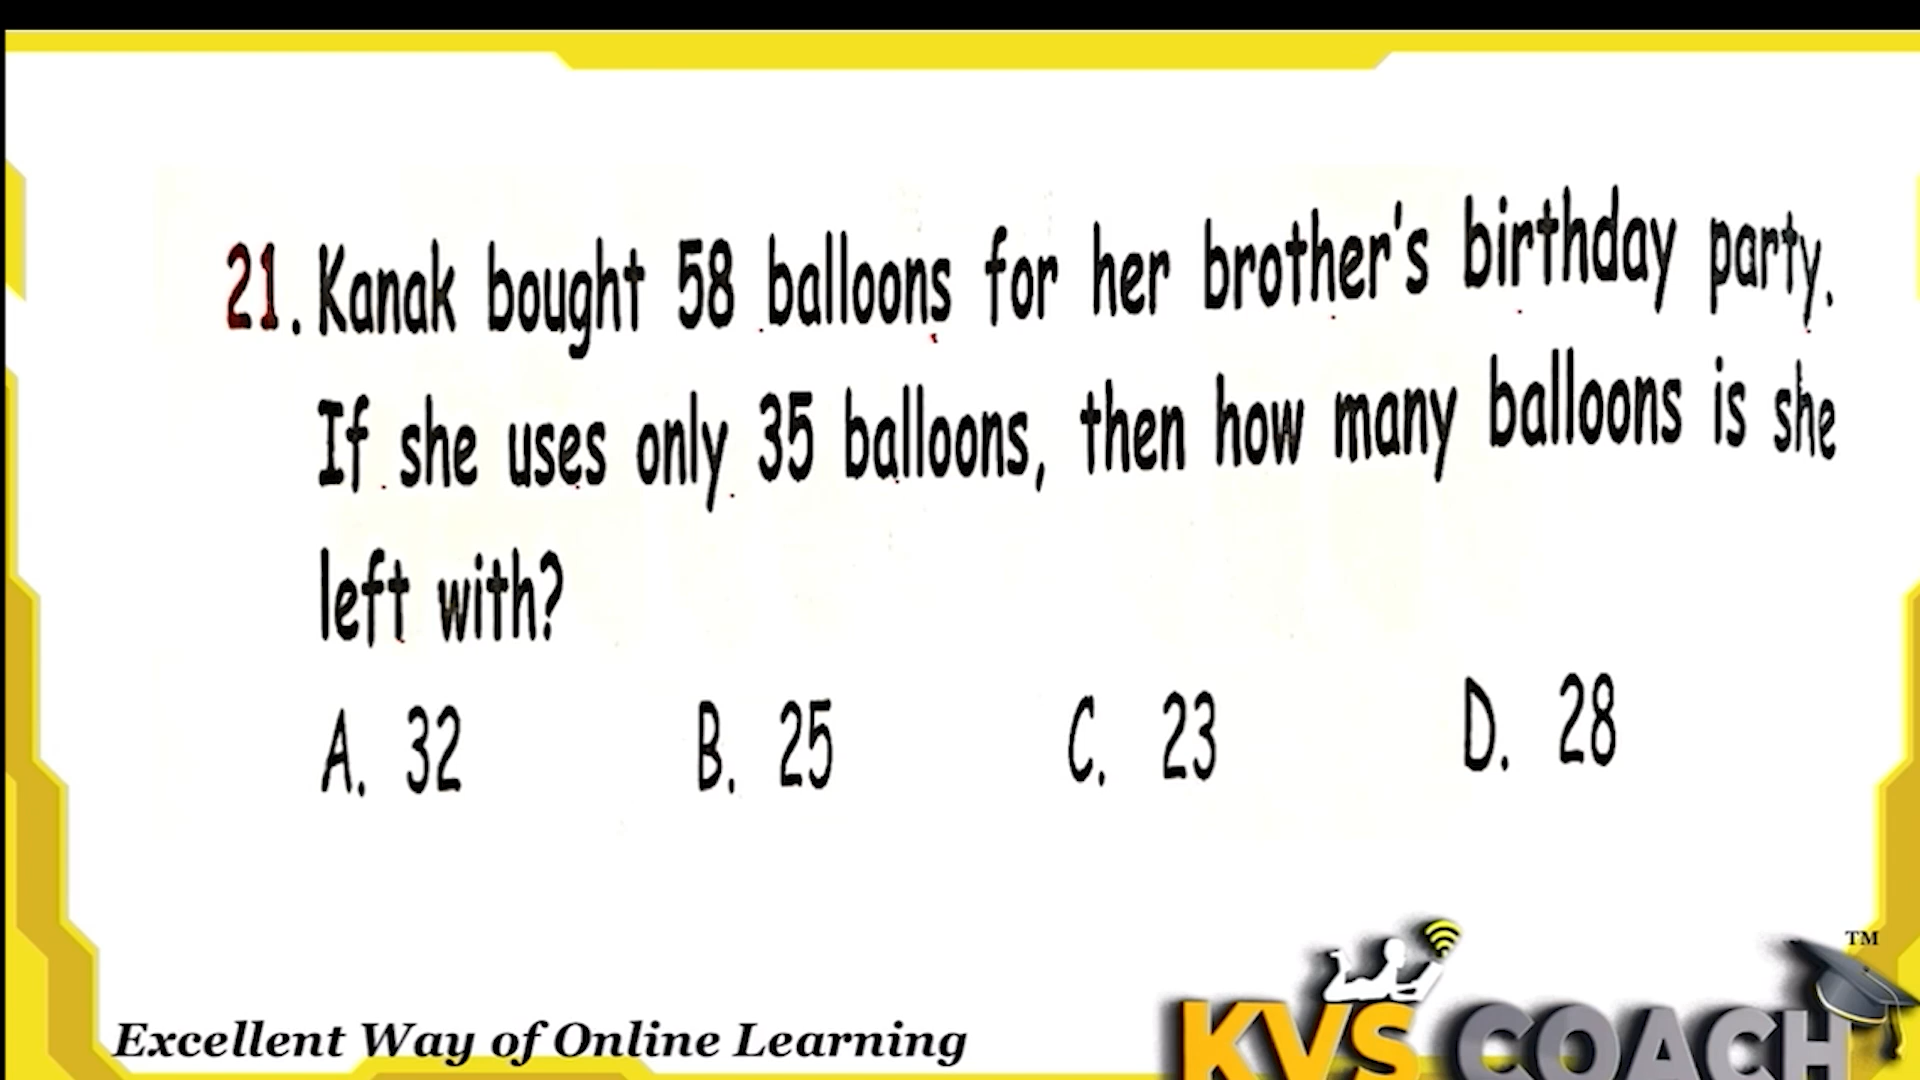 21. Kanak bought 58 balloons for her brother's birthday party.
If she uses only 35 balloons, then how many balloons is she
left with?
A. 32 B. 25 C. 23 D. 28
TM
Excellent Way of Online Learning
KVS COACH